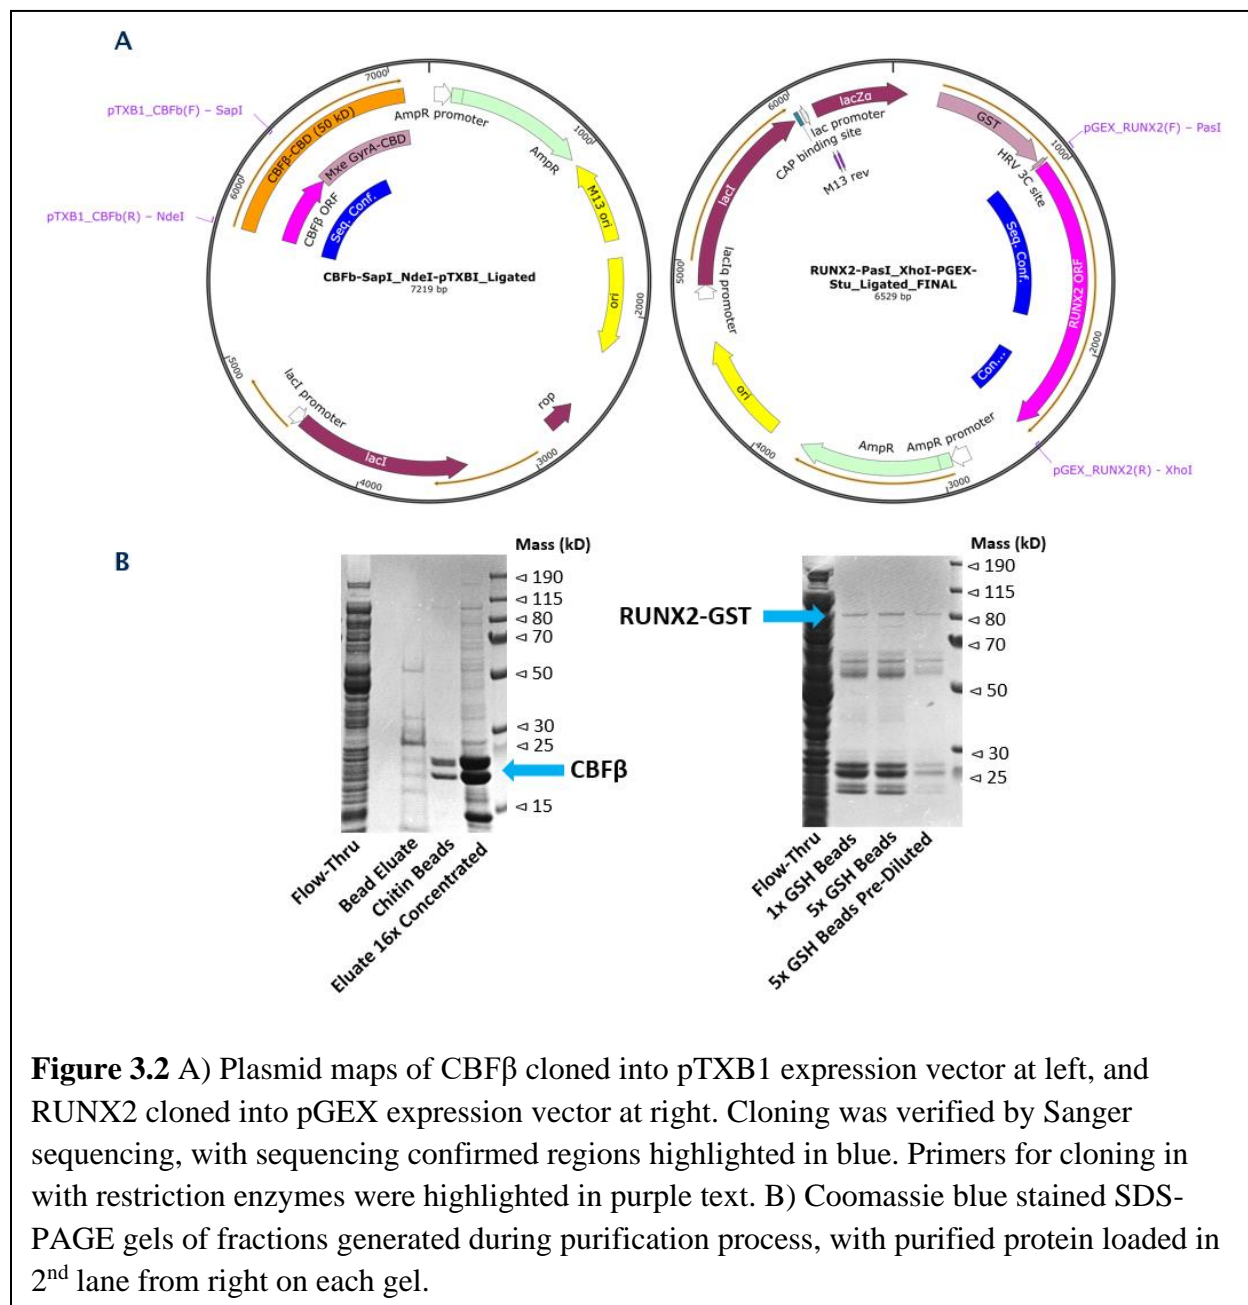 A
7000
pTXB1_CBFb(F) – SapI
AmpR promoter
CBFβ-CBD (50 kD)
Mxe GyrA-CBD
1000
AmpR
6000
M13 ori
CBFβ ORF
Seq. Conf.
pTXB1_CBFb(R) – NdeI
CBFb-SapI_NdeI-pTXBI_Ligated
7219 bp
ori
2000
5000
lacI promoter
rop
lacI
3000
4000
6000
lacZα
lac promoter
CAP binding site
M13 rev
GST
pGEX_RUNX2(F) – PasI
1000
HRV 3C site
lacI
Seq. Conf.
5000
lacIq promoter
RUNX2-PasI_XhoI-PGEX-
Stu_Ligated_FINAL
6529 bp
RUNX2 ORF
2000
Con...
ori
AmpR
AmpR promoter
4000
3000
pGEX_RUNX2(R) - XhoI
B
Mass (kD)
190
115
80
70
50
30
25
15
CBFβ
Flow-Thru
Bead Eluate
Chitin Beads
Eluate 16x Concentrated
RUNX2-GST
Mass (kD)
190
115
80
70
50
30
25
Flow-Thru
1x GSH Beads
5x GSH Beads
5x GSH Beads Pre-Diluted
Figure 3.2 A) Plasmid maps of CBFβ cloned into pTXB1 expression vector at left, and
RUNX2 cloned into pGEX expression vector at right. Cloning was verified by Sanger
sequencing, with sequencing confirmed regions highlighted in blue. Primers for cloning in
with restriction enzymes were highlighted in purple text. B) Coomassie blue stained SDS-
PAGE gels of fractions generated during purification process, with purified protein loaded in
2nd lane from right on each gel.